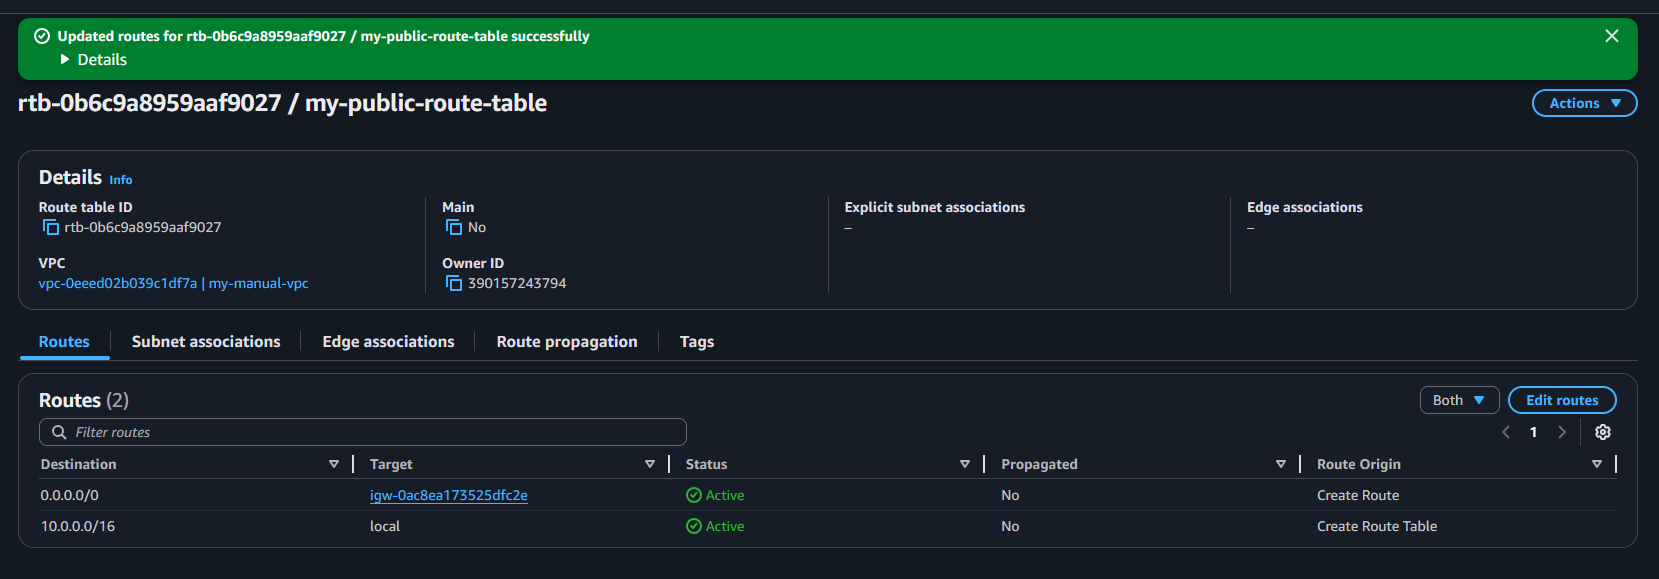 Updated routes for rtb-0b6c9a8959aaf9027 / my-public-route-table successfully
Details
rtb-0b6c9a8959aaf9027 / my-public-route-table
Actions
Details Info
Route table ID
rtb-0b6c9a8959aaf9027
Main
No
Explicit subnet associations
–
Edge associations
–
VPC
vpc-0eeed02b039c1df7a | my-manual-vpc
Owner ID
390157243794
Routes Subnet associations Edge associations Route propagation Tags
Routes (2)
Both Edit routes
Filter routes
1
Destination Target Status Propagated Route Origin
0.0.0.0/0 igw-0ac8ea173525dfc2e Active No Create Route
10.0.0.0/16 local Active No Create Route Table